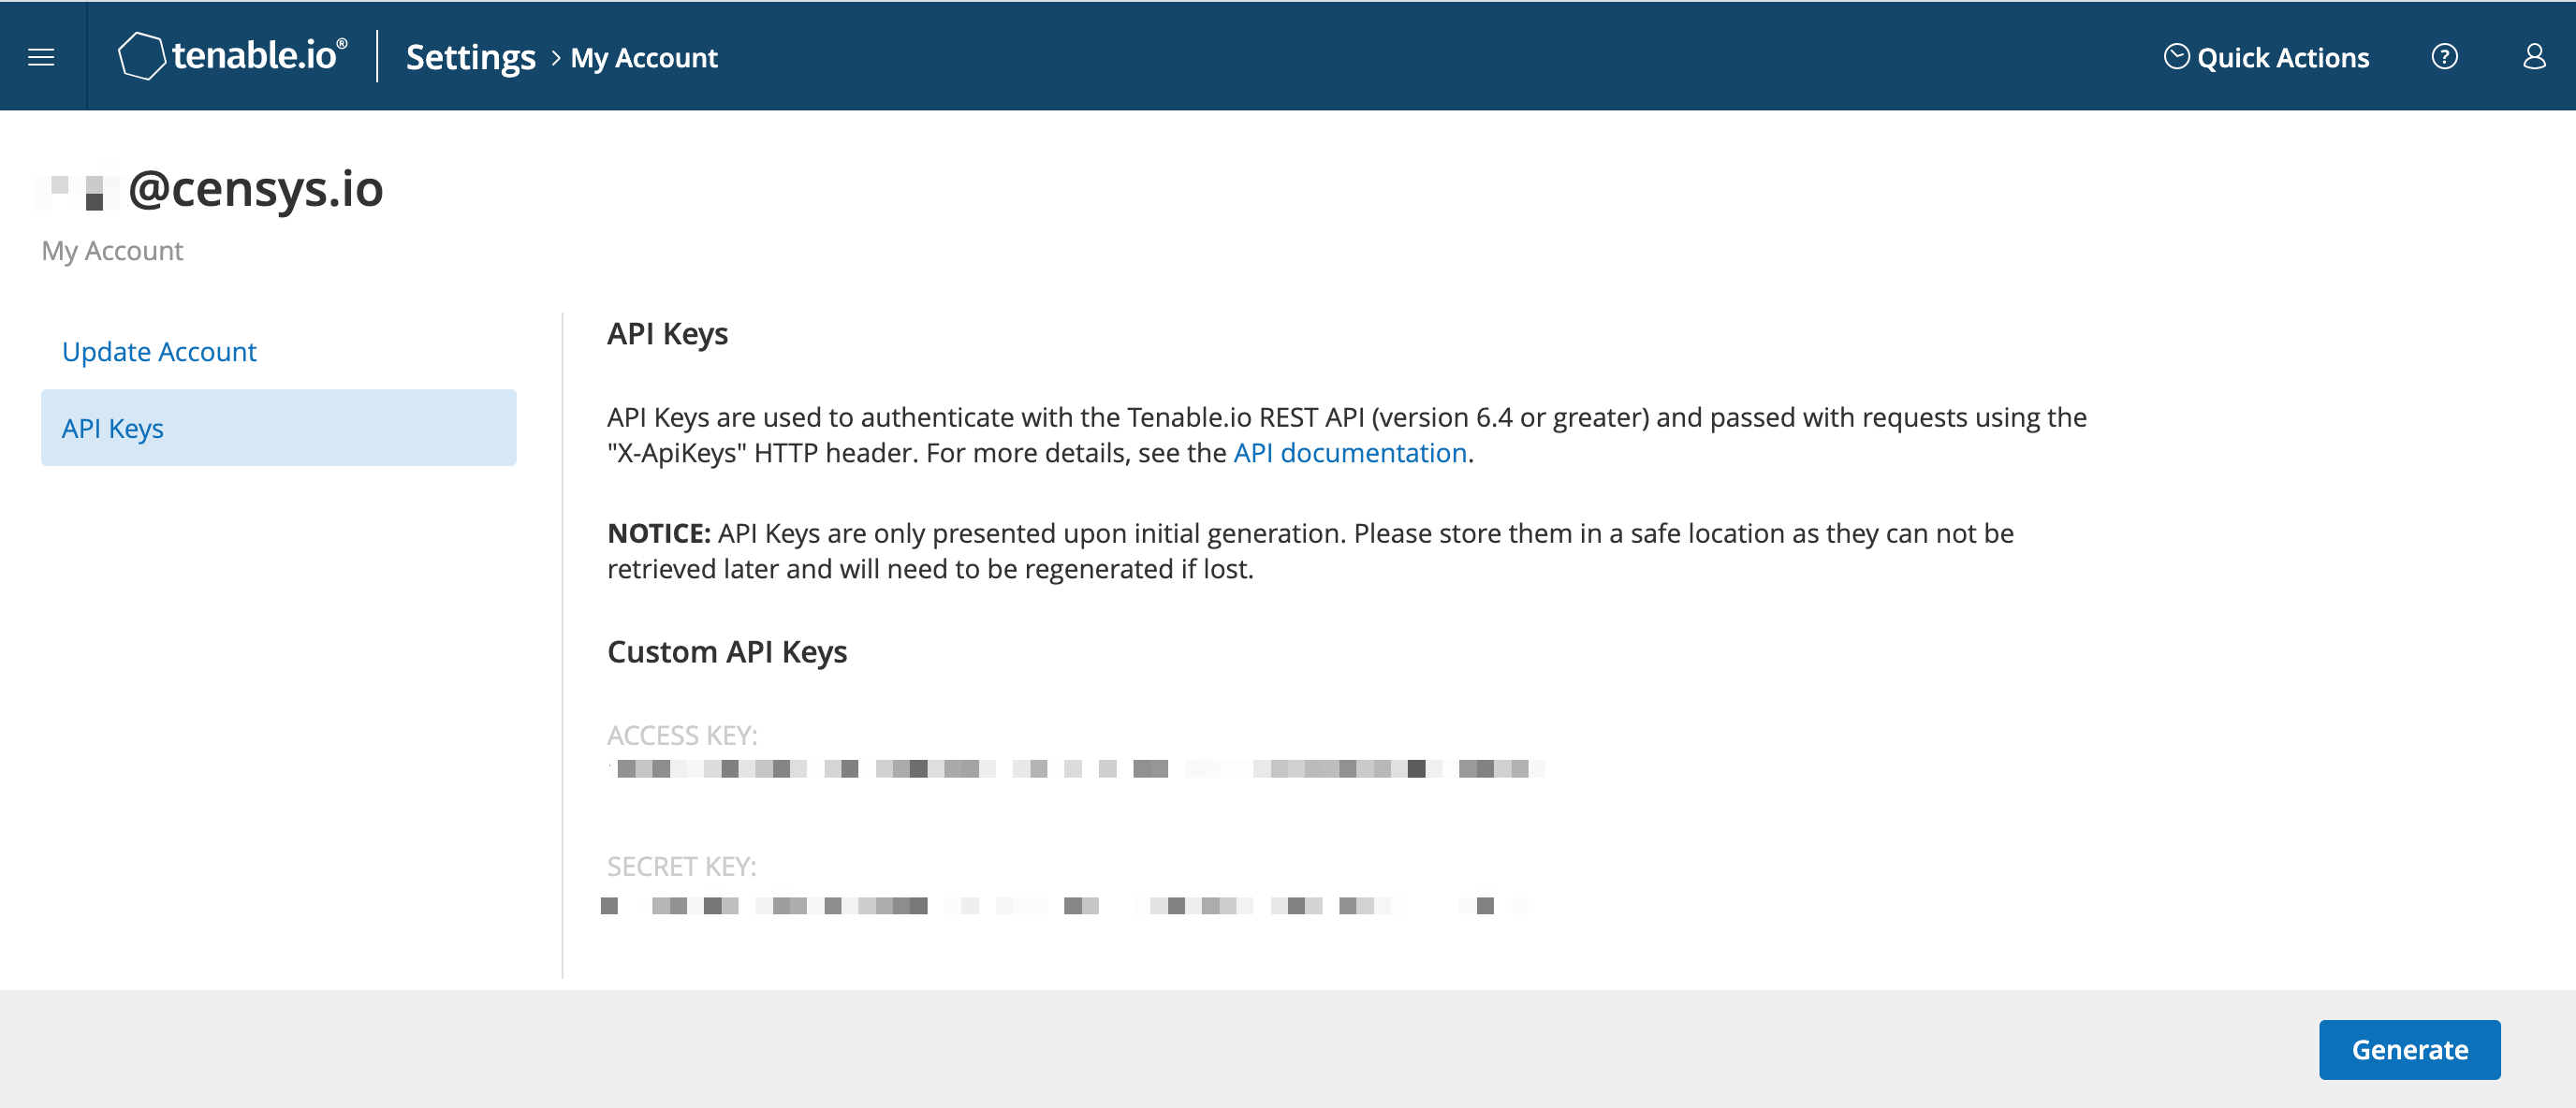 tenable.io®
Settings > My Account
Quick Actions
?
@censys.io
My Account
Update Account
API Keys
API Keys
API Keys are used to authenticate with the Tenable.io REST API (version 6.4 or greater) and passed with requests using the
"X-ApiKeys" HTTP header. For more details, see the API documentation.
NOTICE: API Keys are only presented upon initial generation. Please store them in a safe location as they can not be
retrieved later and will need to be regenerated if lost.
Custom API Keys
ACCESS KEY:
SECRET KEY:
Generate